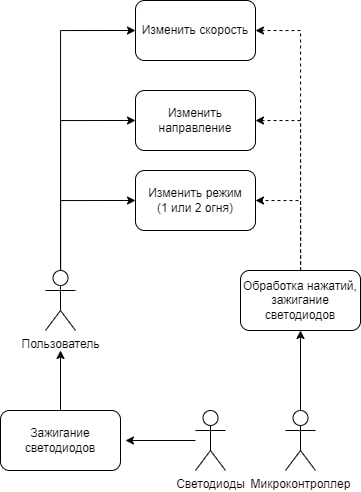 Изменить скорость
Изменить
направление
Изменить режим
(1 или 2 огня)
Обработка нажатий,
зажигание
светодиодов
Пользователь
Зажигание
светодиодов
Светодиоды
Микроконтроллер